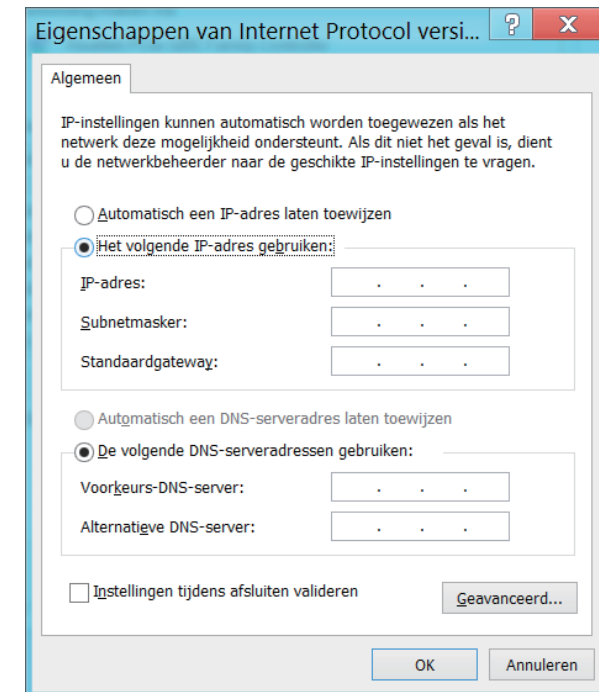 Eigenschappen van Internet Protocol versi...
?
X
Algemeen
IP-instellingen kunnen automatisch worden toegewezen als het
netwerk deze mogelijkheid ondersteunt. Als dit niet het geval is, dient
u de netwerkbeheerder naar de geschikte IP-instellingen te vragen.
Automatisch een IP-adres laten toewijzen
Het volgende IP-adres gebruiken:
IP-adres: . . .
Subnetmasker: . . .
Standaardgateway: . . .
Automatisch een DNS-serveradres laten toewijzen
De volgende DNS-serveradressen gebruiken:
Voorkeurs-DNS-server: . . .
Alternatieve DNS-server: . . .
Instellingen tijdens afsluiten valideren
Geavanceerd...
OK
Annuleren